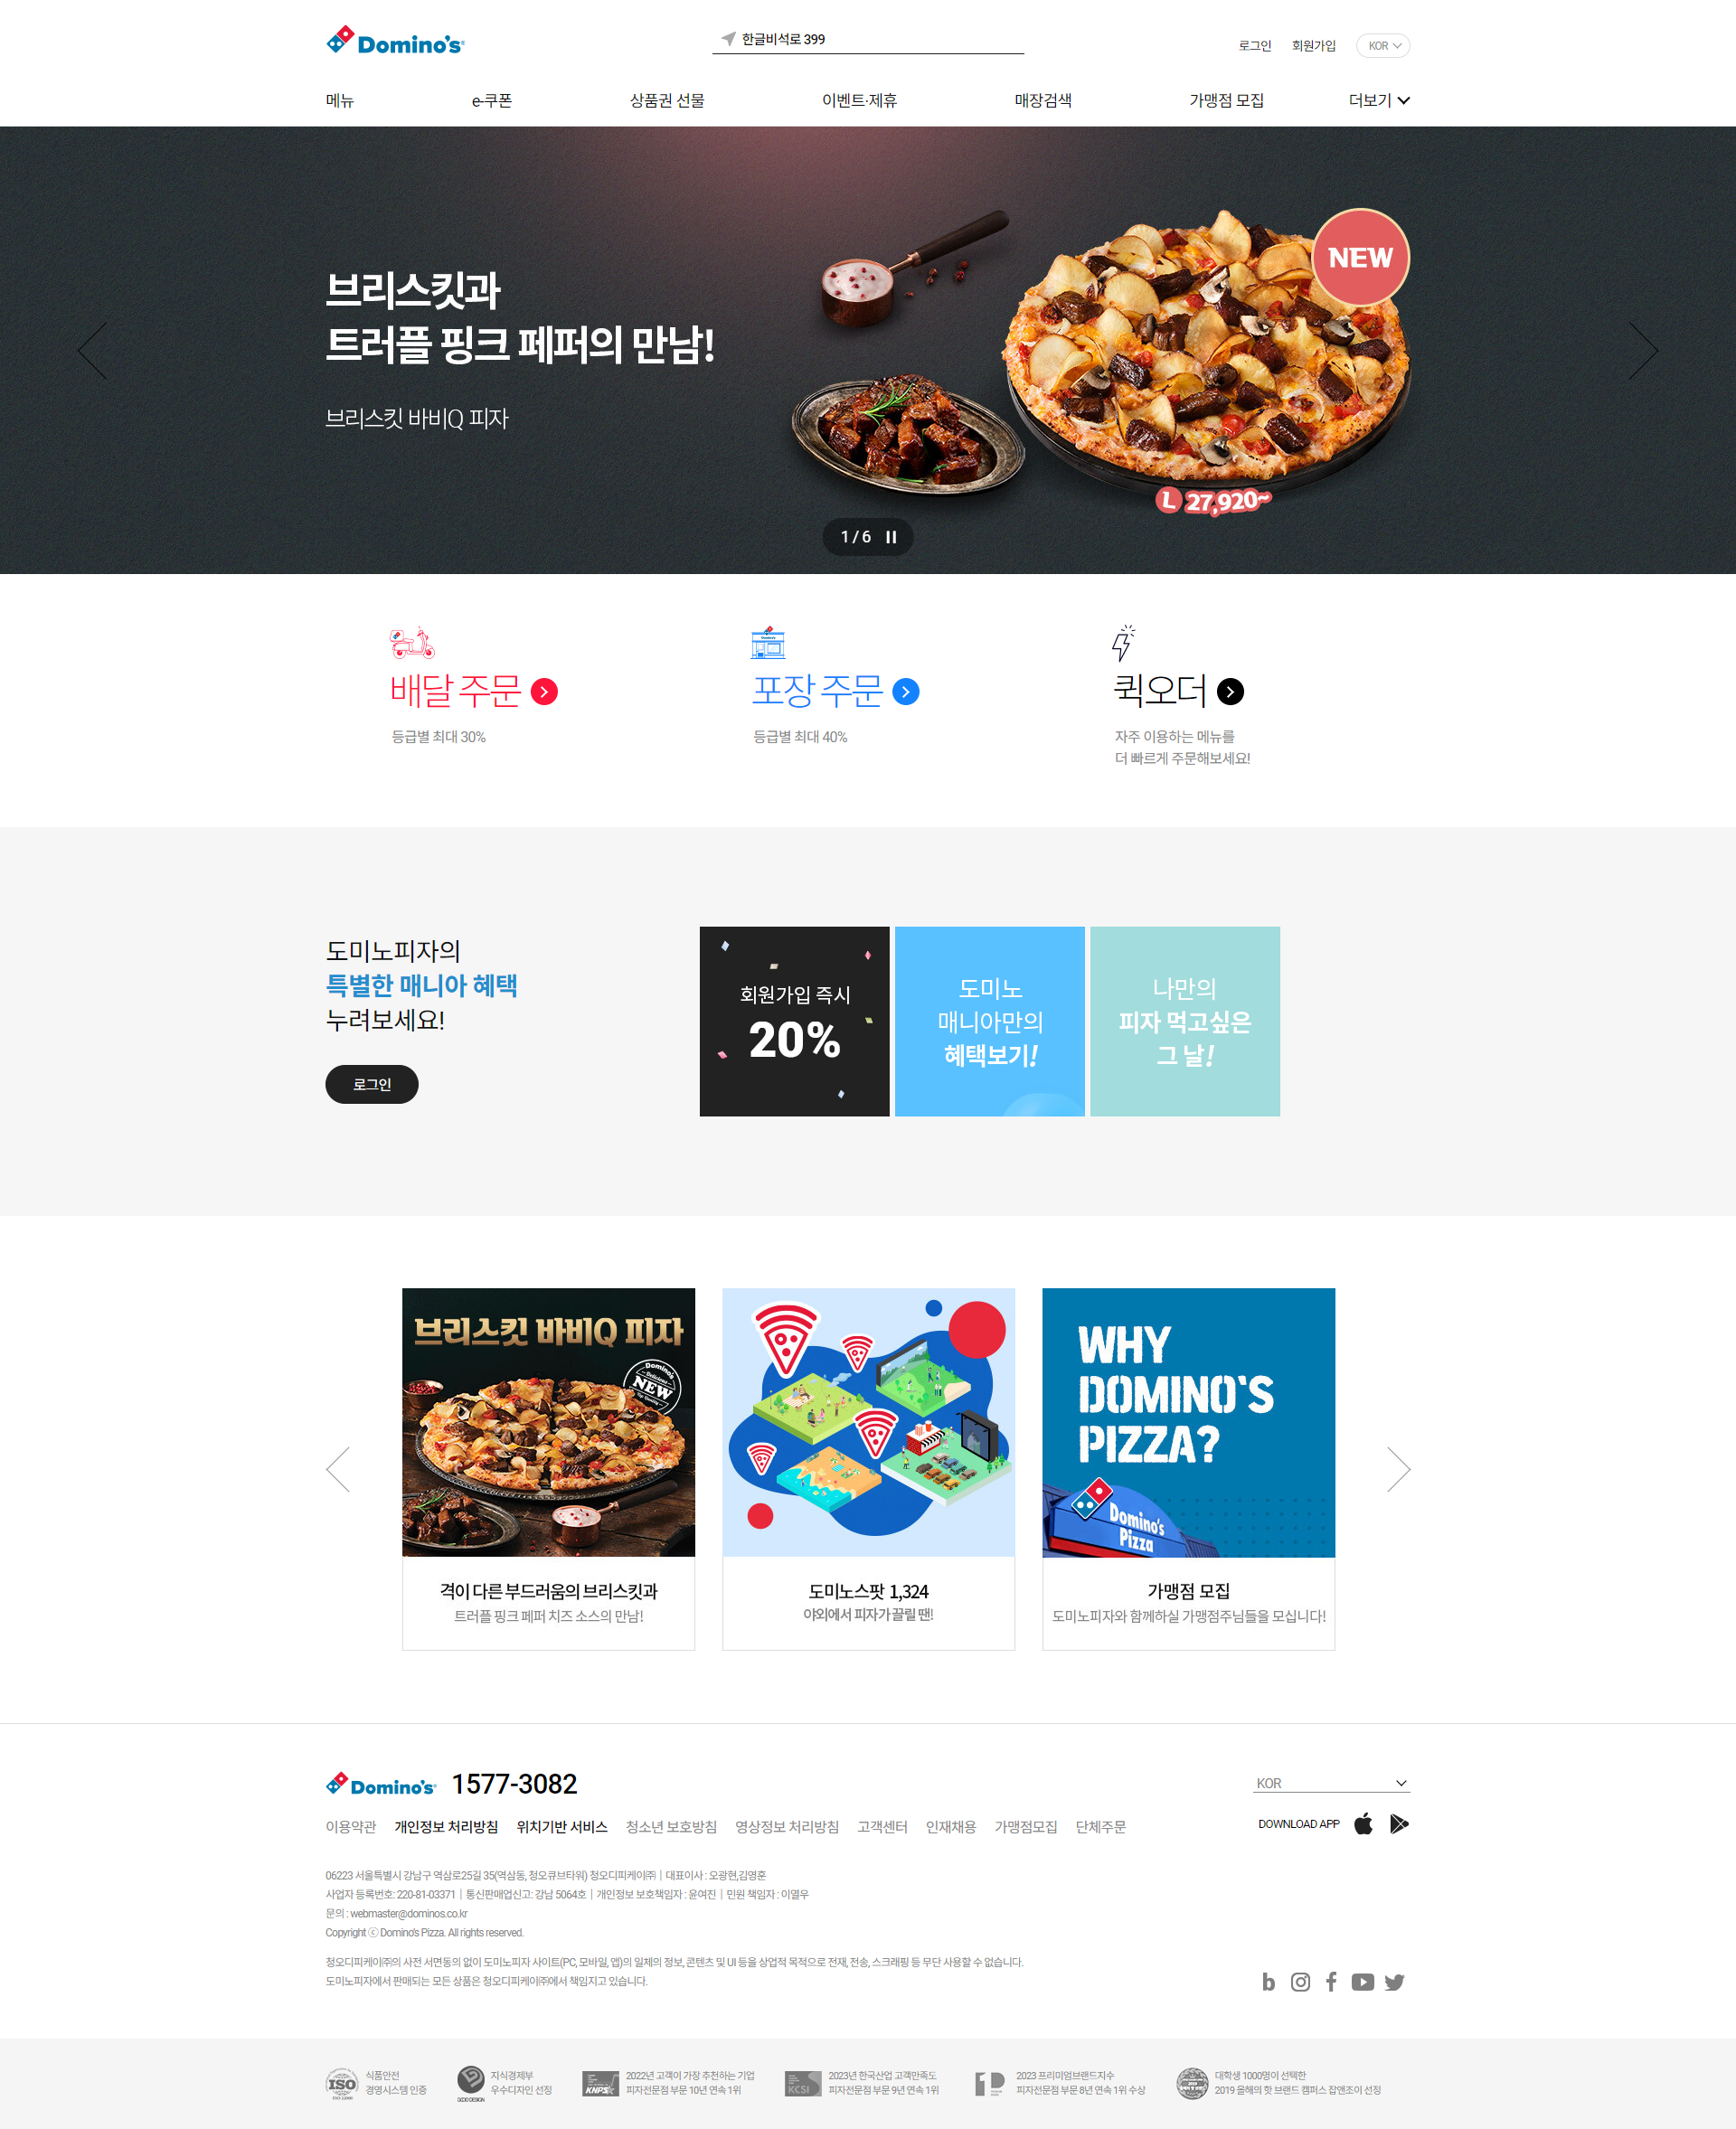 Domino's
한글비석로 399
로그인
회원가입
KOR
메뉴
e-쿠폰
상품권 선물
이벤트·제휴
매장검색
가맹점 모집
더보기
브리스킷과
트러플 핑크 페퍼의 만남!
브리스킷 바비Q 피자
NEW
L 27,920~
1 / 6
배달 주문
등급별 최대 30%
포장 주문
등급별 최대 40%
퀵오더
자주 이용하는 메뉴를
더 빠르게 주문해보세요!
도미노피자의
특별한 매니아 혜택
누려보세요!
로그인
회원가입 즉시
20%
도미노
매니아만의
혜택보기!
나만의
피자 먹고싶은
그 날!
브리스킷 바비Q 피자
Domino's
NEW
격이 다른 부드러움의 브리스킷과
트러플 핑크 페퍼 치즈 소스의 만남!
도미노스팟 1,324
야외에서 피자가 끌릴 땐!
WHY
DOMINO'S
PIZZA?
Domino's
Pizza
가맹점 모집
도미노피자와 함께하실 가맹점주님들을 모십니다!
Domino's
1577-3082
KOR
이용약관
개인정보 처리방침
위치기반 서비스
청소년 보호방침
영상정보 처리방침
고객센터
인재채용
가맹점모집
단체주문
DOWNLOAD APP
06223 서울특별시 강남구 역삼로25길 35(역삼동, 청오큐브타워) 청오디피케이㈜ | 대표이사 : 오광현,김영훈
사업자 등록번호: 220-81-03371 | 통신판매업신고: 강남 5064호 | 개인정보 보호책임자 : 윤여진 | 민원 책임자 : 이열우
문의 : webmaster@dominos.co.kr
Copyright ⓒ Domino's Pizza. All rights reserved.
청오디피케이㈜의 사전 서면동의 없이 도미노피자 사이트(PC, 모바일, 앱)의 일체의 정보, 콘텐츠 및 UI 등을 상업적 목적으로 전재, 전송, 스크래핑 등 무단 사용할 수 없습니다.
도미노피자에서 판매되는 모든 상품은 청오디피케이㈜에서 책임지고 있습니다.
ISO
식품안전
경영시스템 인증
GOOD DESIGN
지식경제부
우수디자인 선정
KNPS
2022년 고객이 가장 추천하는 기업
피자전문점 부문 10년 연속 1위
KCSI
2023년 한국산업 고객만족도
피자전문점 부문 9년 연속 1위
2023 프리미엄브랜드지수
피자전문점 부문 8년 연속 1위 수상
대학생 1000명이 선택한
2019 올해의 핫 브랜드 캠퍼스 잡앤조이 선정